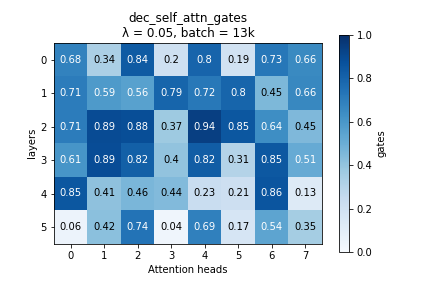 dec_self_attn_gates
λ = 0.05, batch = 13k
0 0.68 0.34 0.84 0.2 0.8 0.19 0.73 0.66
1 0.71 0.59 0.56 0.79 0.72 0.8 0.45 0.66
2 0.71 0.89 0.88 0.37 0.94 0.85 0.64 0.45
3 0.61 0.89 0.82 0.4 0.82 0.31 0.85 0.51
4 0.85 0.41 0.46 0.44 0.23 0.21 0.86 0.13
5 0.06 0.42 0.74 0.04 0.69 0.17 0.54 0.35
0 1 2 3 4 5 6 7
Attention heads
layers
1.0
0.8
0.6
0.4
0.2
0.0
gates